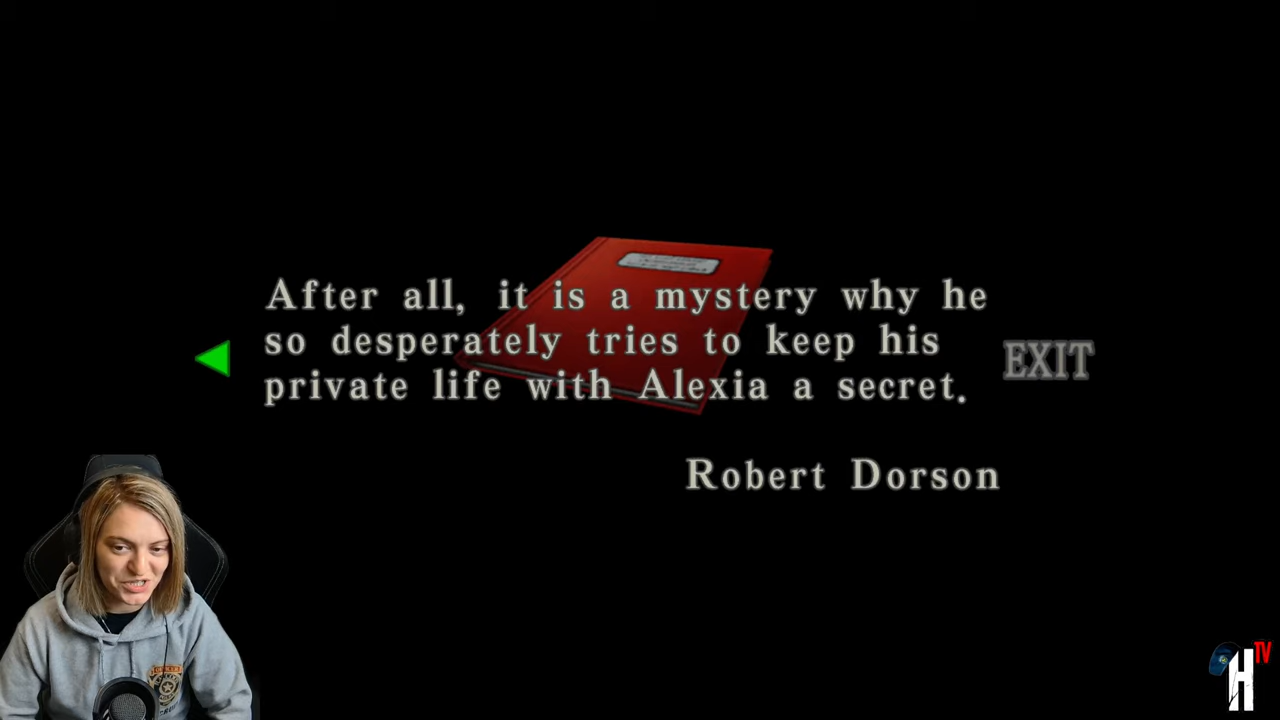 After all, it is a mystery why he
so desperately tries to keep his
private life with Alexia a secret.
EXIT
Robert Dorson
H TV